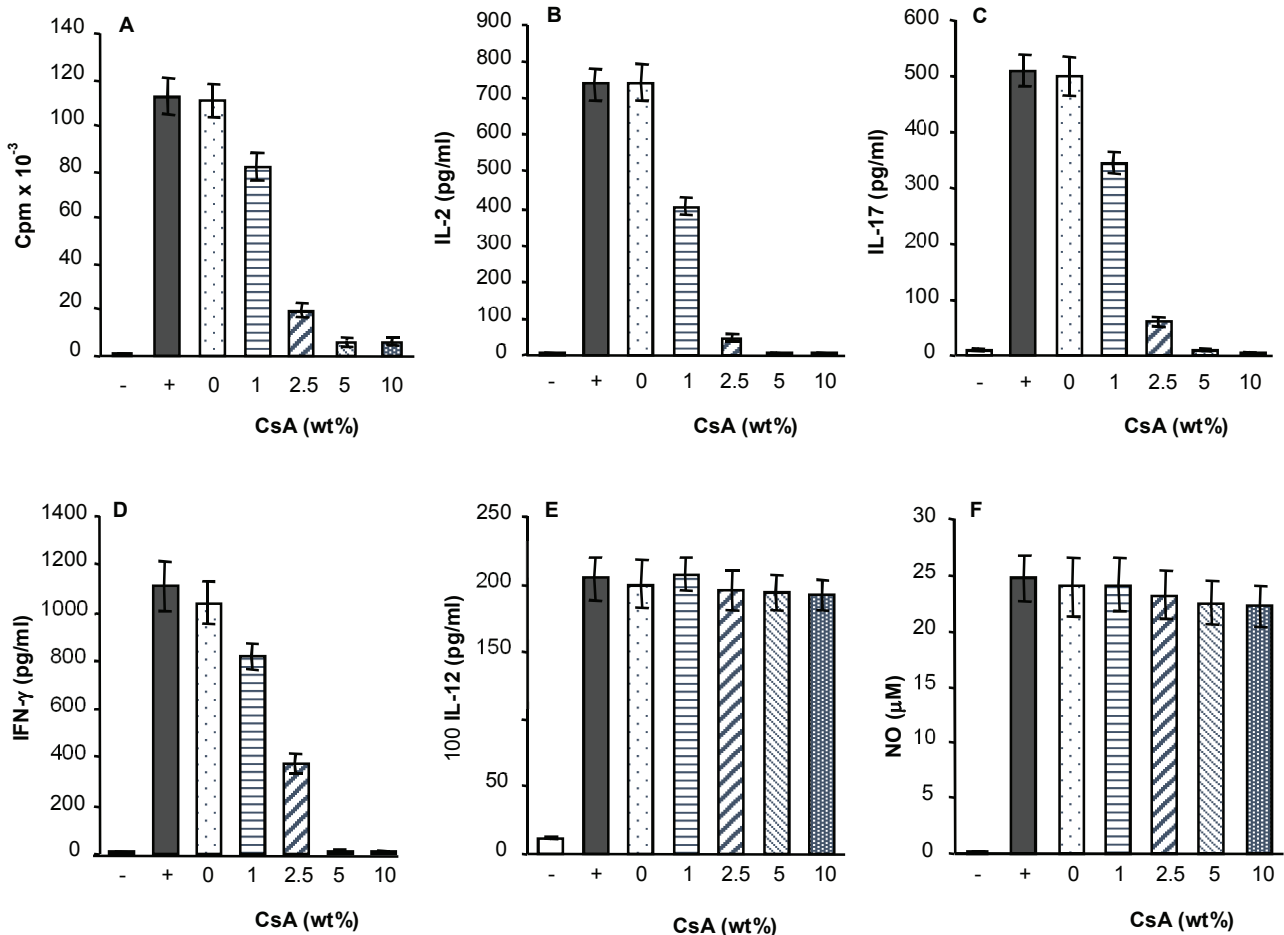 A
Cpm x 10-3
140
120
100
80
60
40
20
0
- + 0 1 2.5 5 10
CsA (wt%)
B
IL-2 (pg/ml)
900
800
700
600
500
400
300
200
100
0
- + 0 1 2.5 5 10
CsA (wt%)
C
IL-17 (pg/ml)
600
500
400
300
200
100
0
- + 0 1 2.5 5 10
CsA (wt%)
D
IFN-γ (pg/ml)
1400
1200
1000
800
600
400
200
0
- + 0 1 2.5 5 10
CsA (wt%)
E
100 IL-12 (pg/ml)
250
200
150
50
0
- + 0 1 2.5 5 10
CsA (wt%)
F
NO (µM)
30
25
20
15
10
5
0
- + 0 1 2.5 5 10
CsA (wt%)